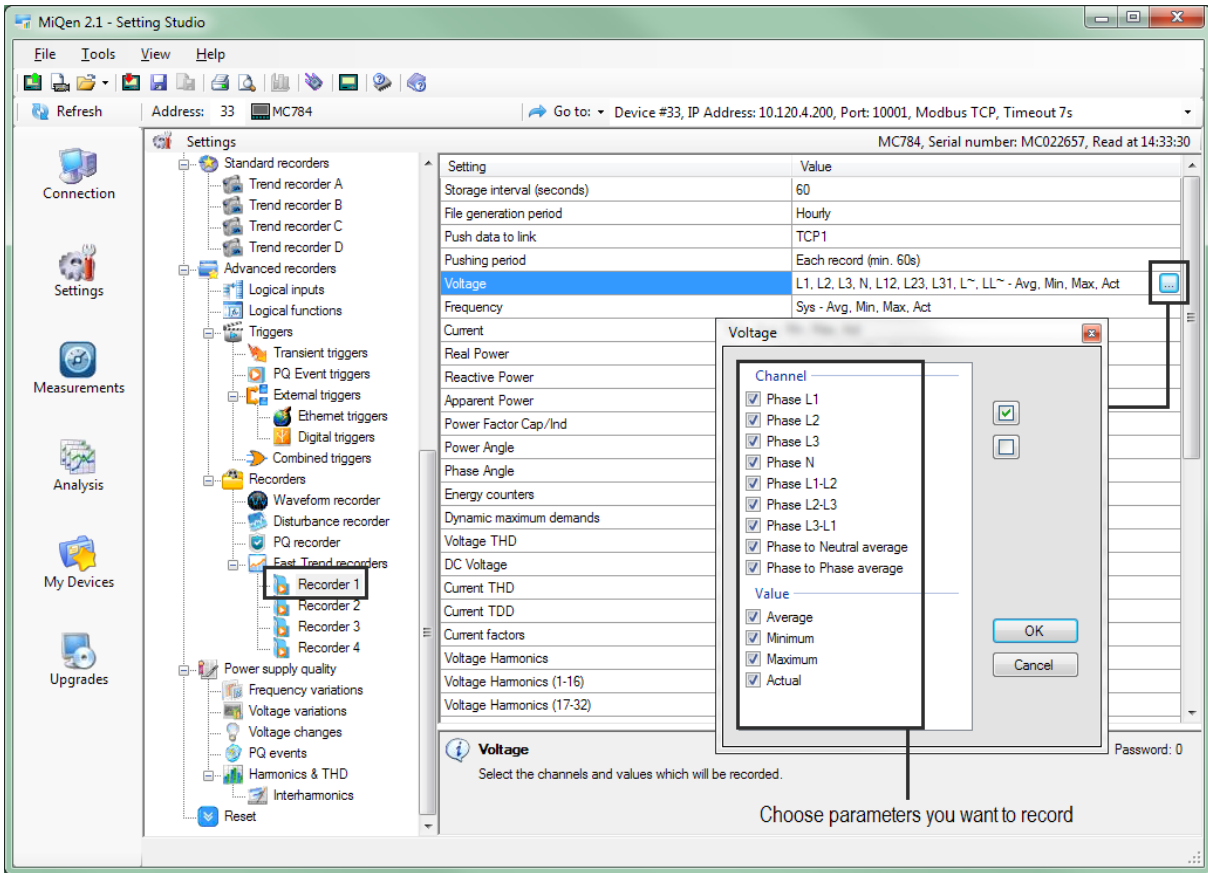 MiQen 2.1 - Setting Studio
File Tools View Help
Refresh Address: 33 MC784 Go to: Device #33, IP Address: 10.120.4.200, Port: 10001, Modbus TCP, Timeout 7s
Settings MC784, Serial number: MC022657, Read at 14:33:30
Connection
Settings
Measurements
Analysis
My Devices
Upgrades
Standard recorders
Trend recorder A
Trend recorder B
Trend recorder C
Trend recorder D
Advanced recorders
Logical inputs
Logical functions
Triggers
Transient triggers
PQ Event triggers
External triggers
Ethernet triggers
Digital triggers
Combined triggers
Recorders
Waveform recorder
Disturbance recorder
PQ recorder
Fast Trend recorders
Recorder 1
Recorder 2
Recorder 3
Recorder 4
Power supply quality
Frequency variations
Voltage variations
Voltage changes
PQ events
Harmonics & THD
Interharmonics
Reset
Setting Value
Storage interval (seconds) 60
File generation period Hourly
Push data to link TCP1
Pushing period Each record (min. 60s)
Voltage L1, L2, L3, N, L12, L23, L31, L~, LL~ - Avg, Min, Max, Act ...
Frequency Sys - Avg, Min, Max, Act
Current
Real Power
Reactive Power
Apparent Power
Power Factor Cap/Ind
Power Angle
Phase Angle
Energy counters
Dynamic maximum demands
Voltage THD
DC Voltage
Current THD
Current TDD
Current factors
Voltage Harmonics
Voltage Harmonics (1-16)
Voltage Harmonics (17-32)
Voltage
Channel
Phase L1
Phase L2
Phase L3
Phase N
Phase L1-L2
Phase L2-L3
Phase L3-L1
Phase to Neutral average
Phase to Phase average
Value
Average
Minimum
Maximum
Actual
OK
Cancel
Voltage Password: 0
Select the channels and values which will be recorded.
Choose parameters you want to record